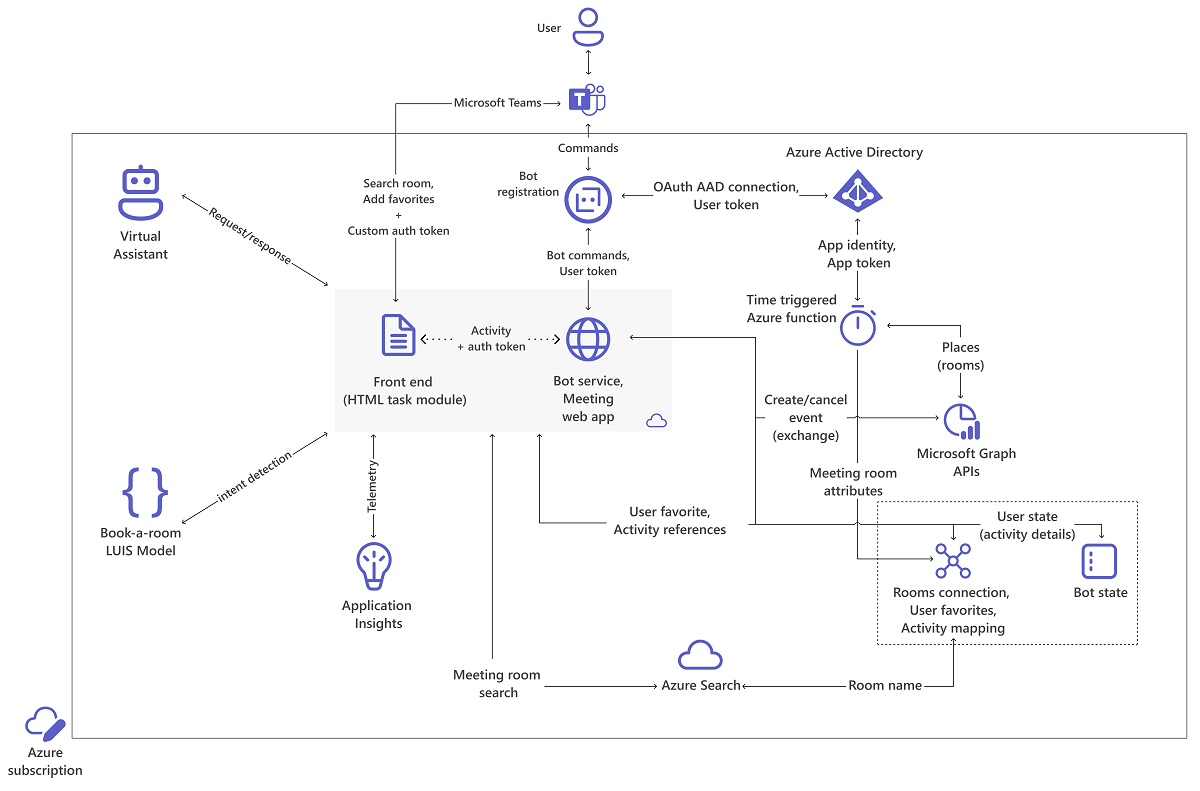 User
Microsoft Teams
Commands
Azure Active Directory
Bot
registration
OAuth AAD connection,
User token
Search room,
Add favorites
+
Custom auth token
Virtual
Assistant
Request/response
Bot commands,
User token
App identity,
App token
Time triggered
Azure function
Activity
+ auth token
Front end
(HTML task module)
Bot service,
Meeting
web app
Places
(rooms)
Create/cancel
event
(exchange)
Microsoft Graph
APIs
Meeting room
attributes
intent detection
Telemetry
Book-a-room
LUIS Model
User favorite,
Activity references
User state
(activity details)
Rooms connection,
User favorites,
Activity mapping
Bot state
Application
Insights
Meeting room
search
Azure Search
Room name
Azure
subscription